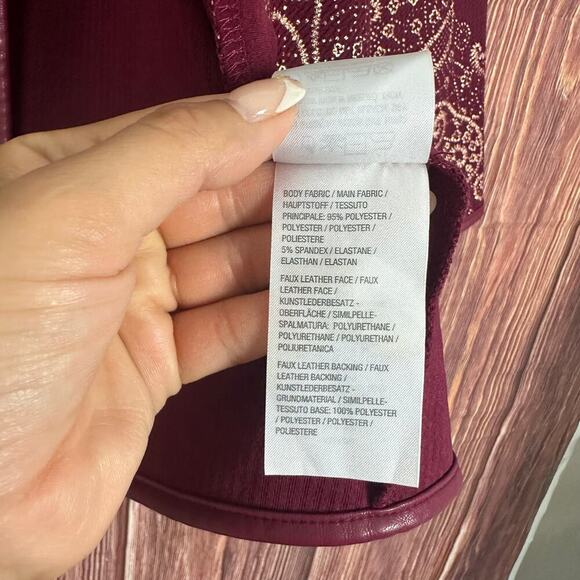 BODY FABRIC / MAIN FABRIC /
HAUPTSTOFF / TESSUTO
PRINCIPALE: 95% POLYESTER /
POLYESTER / POLYESTER /
POLIESTERE
5% SPANDEX / ELASTANE /
ELASTHAN / ELASTAN
FAUX LEATHER FACE / FAUX
LEATHER FACE /
KUNSTLEDERBESATZ -
OBERFLÄCHE / SIMILPELLE-
SPALMATURA: POLYURETHANE /
POLYURETHANE / POLYURETHAN /
POLIURETANICA
FAUX LEATHER BACKING / FAUX
LEATHER BACKING /
KUNSTLEDERBESATZ -
GRUNDMATERIAL / SIMILPELLE-
TESSUTO BASE: 100% POLYESTER
/ POLYESTER / POLYESTER /
POLIESTERE